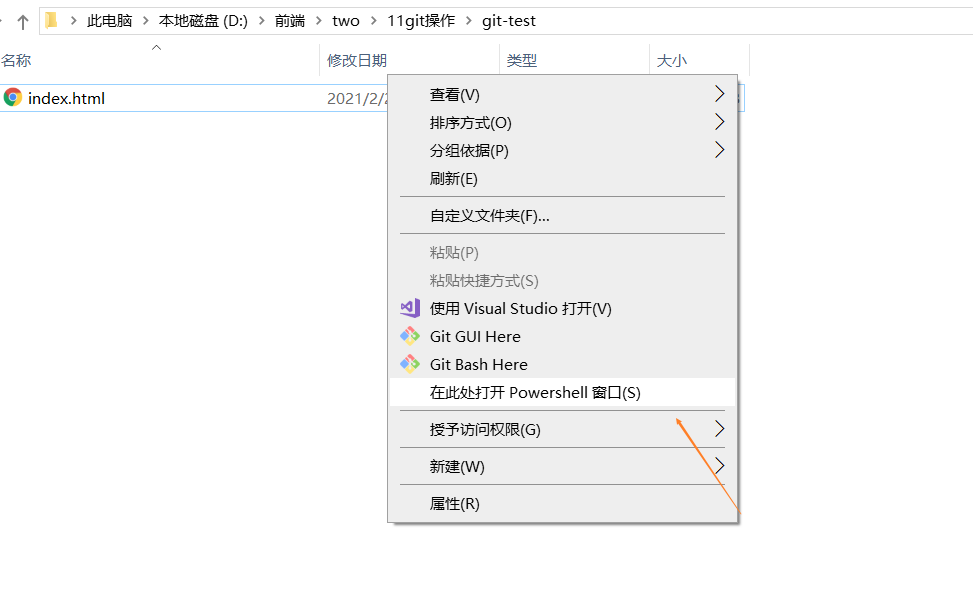 此电脑 > 本地磁盘 (D:) > 前端 > two > 11git操作 > git-test
名称 修改日期 类型 大小
index.html 2021/2/
查看(V)
排序方式(O)
分组依据(P)
刷新(E)
自定义文件夹(F)...
粘贴(P)
粘贴快捷方式(S)
使用 Visual Studio 打开(V)
Git GUI Here
Git Bash Here
在此处打开 Powershell 窗口(S)
授予访问权限(G)
新建(W)
属性(R)